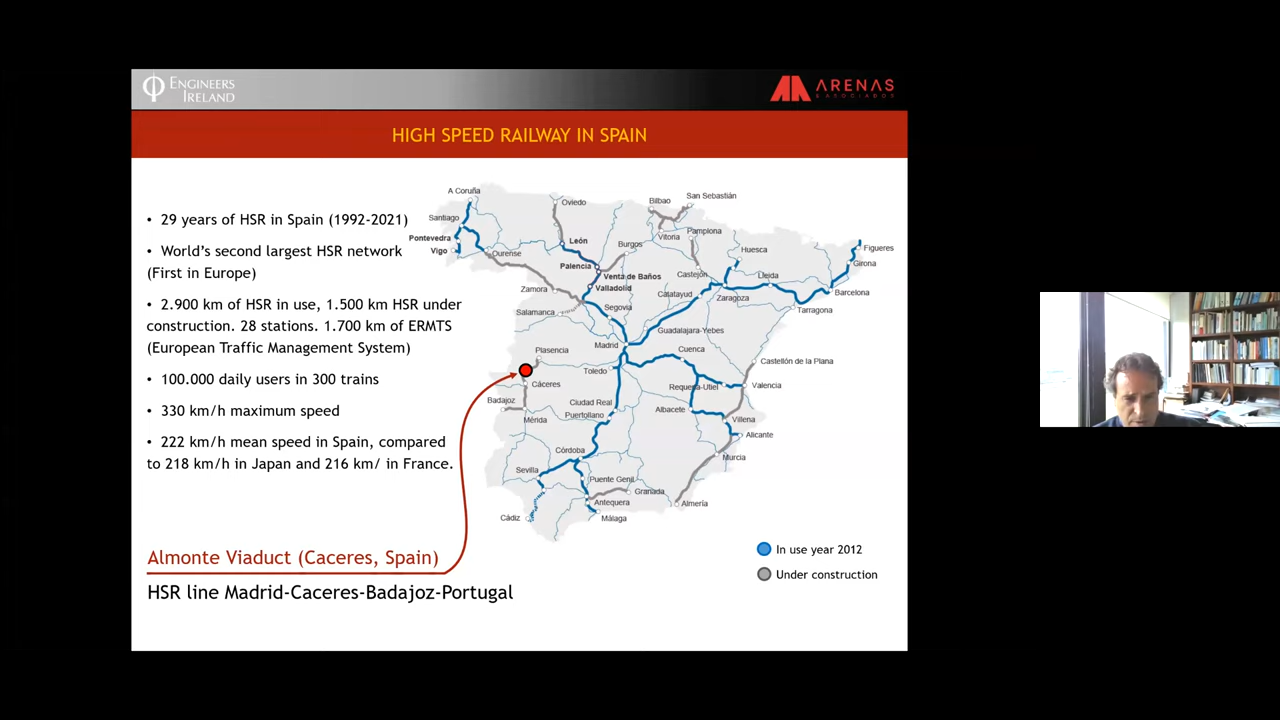 ENGINEERS
IRELAND
ARENAS
& ASOCIADOS
HIGH SPEED RAILWAY IN SPAIN
• 29 years of HSR in Spain (1992-2021)
• World's second largest HSR network
(First in Europe)
• 2.900 km of HSR in use, 1.500 km HSR under
construction. 28 stations. 1.700 km of ERMTS
(European Traffic Management System)
• 100.000 daily users in 300 trains
• 330 km/h maximum speed
• 222 km/h mean speed in Spain, compared
to 218 km/h in Japan and 216 km/ in France.
Almonte Viaduct (Caceres, Spain)
HSR line Madrid-Caceres-Badajoz-Portugal
A Coruña
Oviedo
Bilbao
San Sebastián
Santiago
Pontevedra
Vigo
Ourense
León
Burgos
Vitoria
Pamplona
Huesca
Figueres
Girona
Palencia
Venta de Baños
Valladolid
Castejón
Lleida
Zamora
Catatayud
Zaragoza
Barcelona
Salamanca
Segovia
Tarragona
Guadalajara-Yebes
Madrid
Plasencia
Cuenca
Castellón de la Plana
Toledo
Cáceres
Requena-Utiel
Valencia
Badajoz
Ciudad Real
Puertollano
Albacete
Mérida
Villena
Alicante
Córdoba
Murcia
Sevilla
Puente Genil
Granada
Antequera
Almería
Cádiz
Málaga
In use year 2012
Under construction